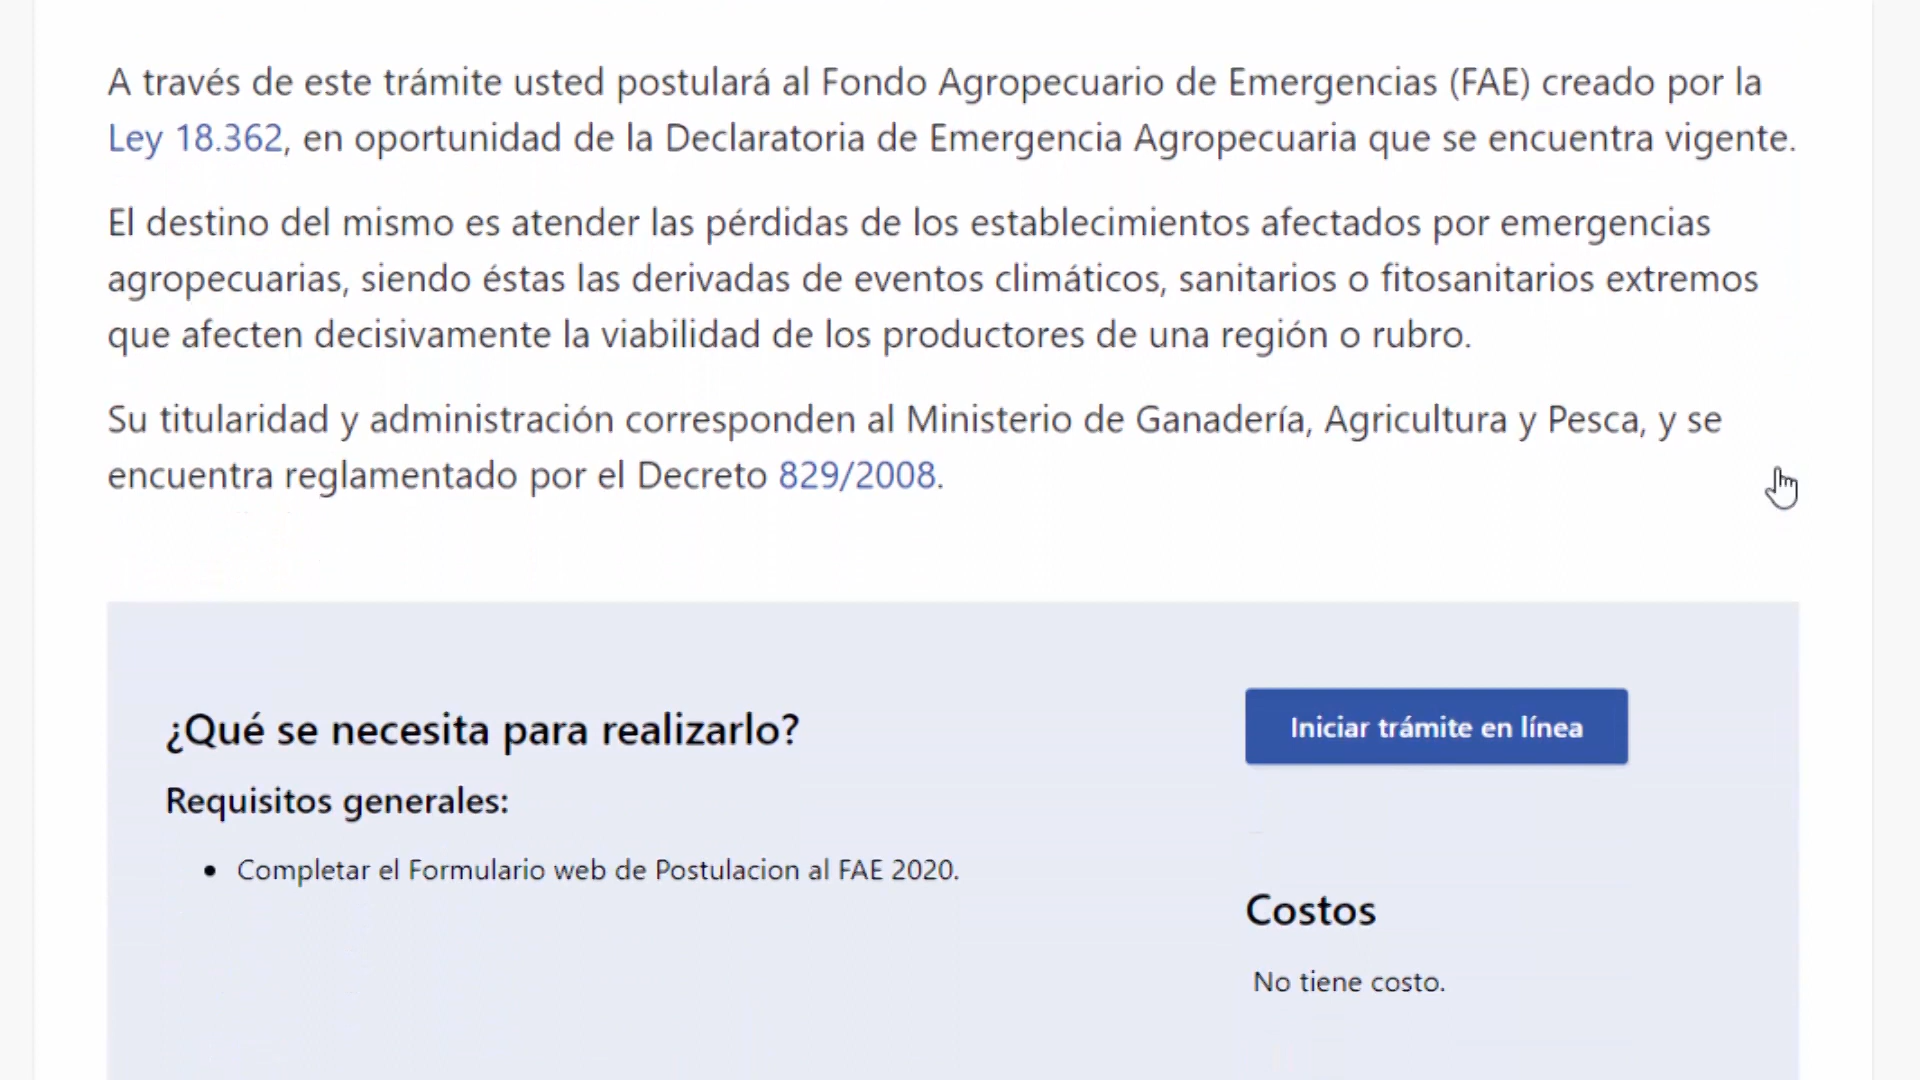 A través de este trámite usted postulará al Fondo Agropecuario de Emergencias (FAE) creado por la
Ley 18.362, en oportunidad de la Declaratoria de Emergencia Agropecuaria que se encuentra vigente.
El destino del mismo es atender las pérdidas de los establecimientos afectados por emergencias
agropecuarias, siendo éstas las derivadas de eventos climáticos, sanitarios o fitosanitarios extremos
que afecten decisivamente la viabilidad de los productores de una región o rubro.
Su titularidad y administración corresponden al Ministerio de Ganadería, Agricultura y Pesca, y se
encuentra reglamentado por el Decreto 829/2008.
¿Qué se necesita para realizarlo?
Requisitos generales:
• Completar el Formulario web de Postulacion al FAE 2020.
Iniciar trámite en línea
Costos
No tiene costo.